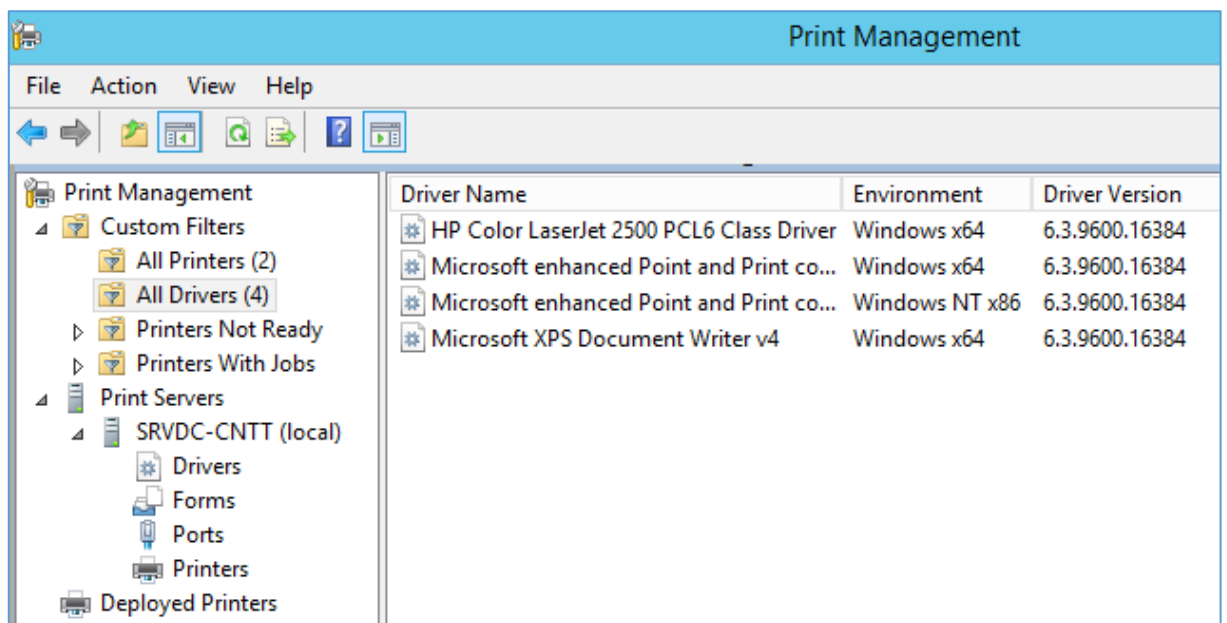 Print Management
File Action View Help
Print Management
Custom Filters
All Printers (2)
All Drivers (4)
Printers Not Ready
Printers With Jobs
Print Servers
SRVDC-CNTT (local)
Drivers
Forms
Ports
Printers
Deployed Printers
Driver Name Environment Driver Version
HP Color LaserJet 2500 PCL6 Class Driver Windows x64 6.3.9600.16384
Microsoft enhanced Point and Print co... Windows x64 6.3.9600.16384
Microsoft enhanced Point and Print co... Windows NT x86 6.3.9600.16384
Microsoft XPS Document Writer v4 Windows x64 6.3.9600.16384